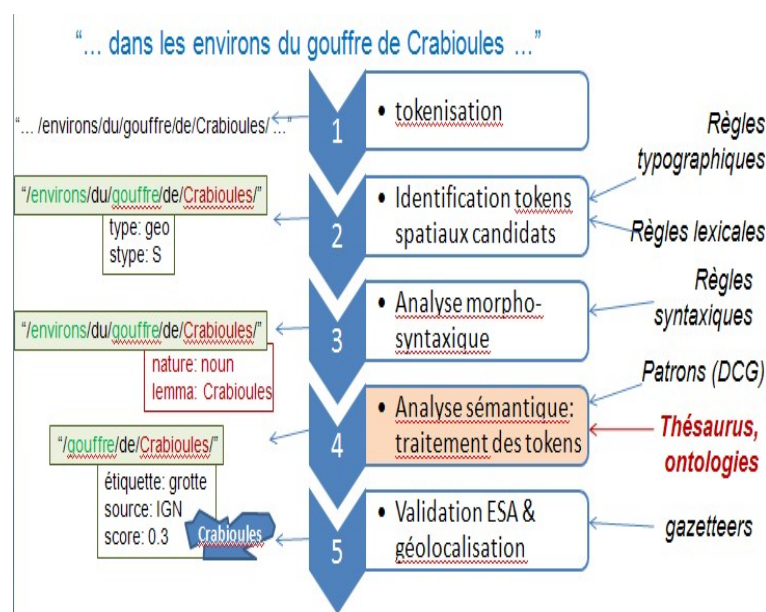 “… dans les environs du gouffre de Crabioules …”
“… /environs/du/gouffre/de/Crabioules/ …”
1
• tokenisation
Règles
typographiques
“/environs/du/gouffre/de/Crabioules/”
type: geo
stype: S
2
• Identification tokens
spatiaux candidats
Règles lexicales
“/environs/du/gouffre/de/Crabioules/”
nature: noun
lemma: Crabioules
3
• Analyse morpho-
syntaxique
Règles
syntaxiques
“/gouffre/de/Crabioules/”
étiquette: grotte
source: IGN
score: 0.3
4
• Analyse sémantique:
traitement des tokens
Patrons (DCG)
Thésaurus,
ontologies
Crabioules
5
• Validation ESA &
géolocalisation
gazetteers